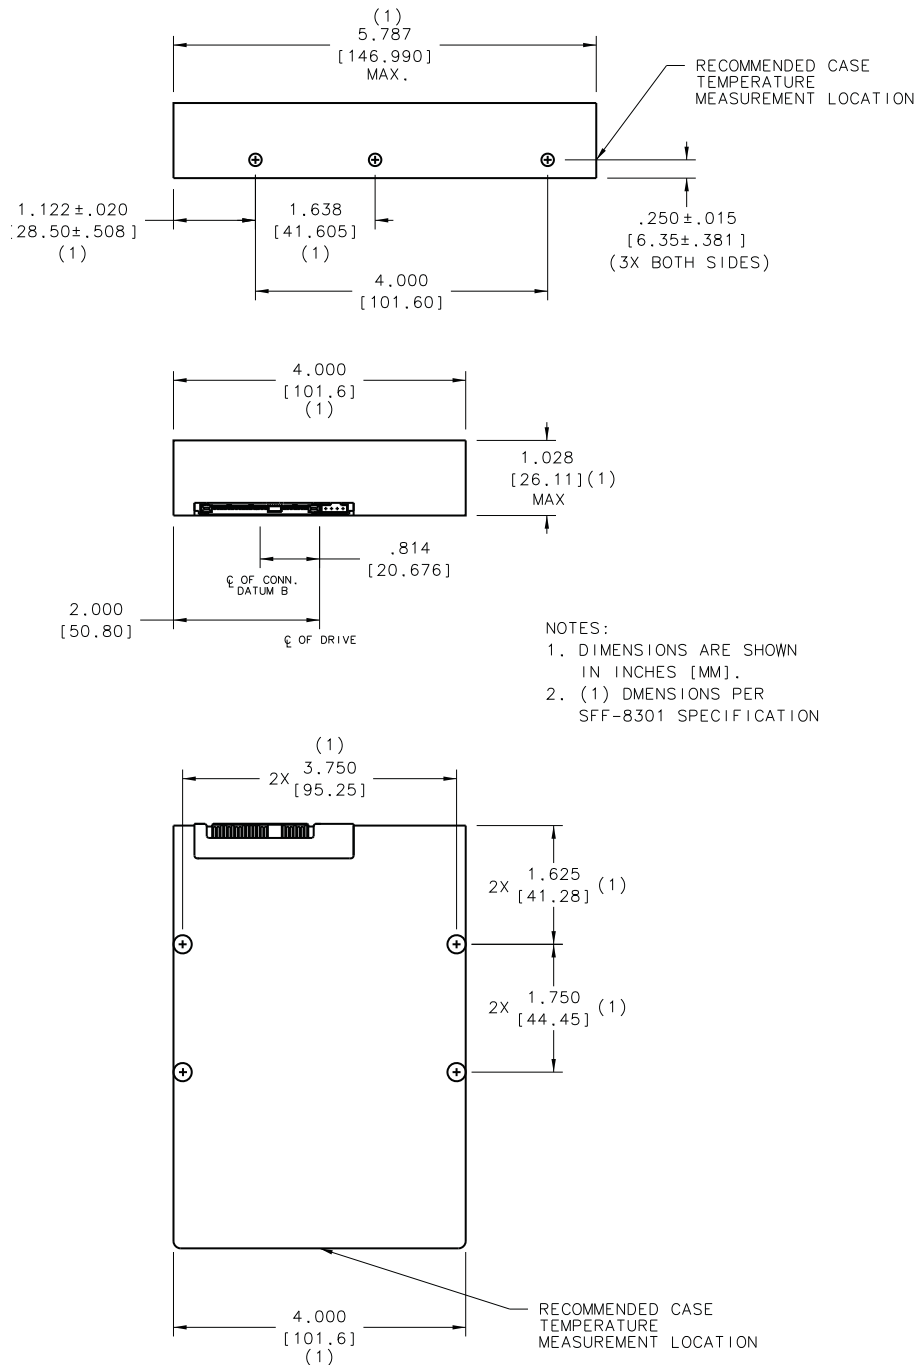 (1)
5.787
[146.990]
MAX.
RECOMMENDED CASE
TEMPERATURE
MEASUREMENT LOCATION
1.122±.020
[28.50±.508]
(1)
1.638
[41.605]
(1)
.250±.015
[6.35±.381]
(3X BOTH SIDES)
4.000
[101.60]
4.000
[101.6]
(1)
1.028
[26.11](1)
MAX
.814
[20.676]
℄ OF CONN.
DATUM B
2.000
[50.80]
℄ OF DRIVE
NOTES:
1. DIMENSIONS ARE SHOWN
IN INCHES [MM].
2. (1) DMENSIONS PER
SFF-8301 SPECIFICATION
(1)
2X 3.750
[95.25]
2X 1.625 (1)
[41.28]
2X 1.750 (1)
[44.45]
RECOMMENDED CASE
TEMPERATURE
MEASUREMENT LOCATION
4.000
[101.6]
(1)